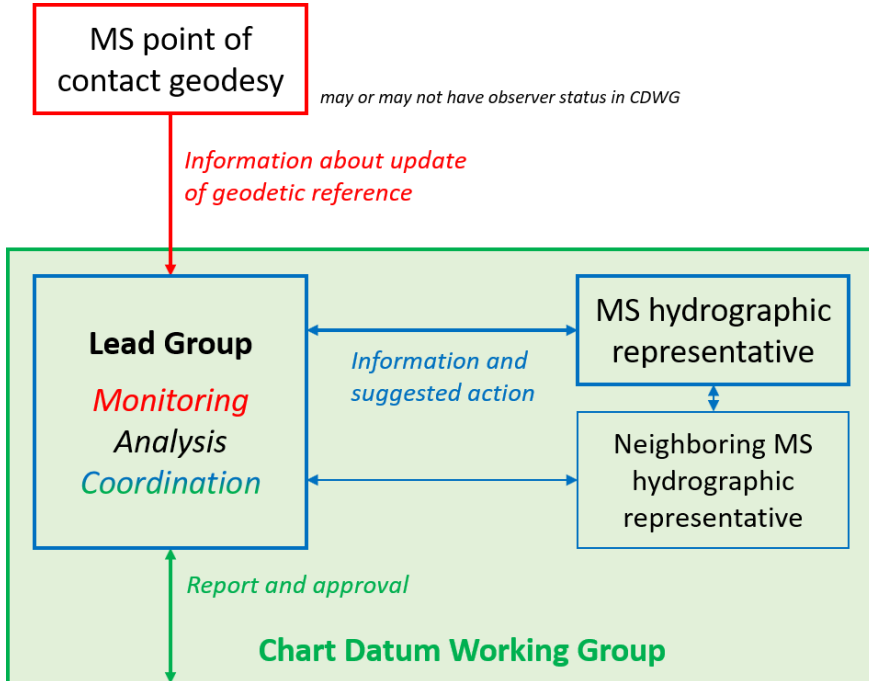 MS point of
contact geodesy
may or may not have observer status in CDWG
Information about update
of geodetic reference
Lead Group
Monitoring
Analysis
Coordination
Information and
suggested action
MS hydrographic
representative
Neighboring MS
hydrographic
representative
Report and approval
Chart Datum Working Group